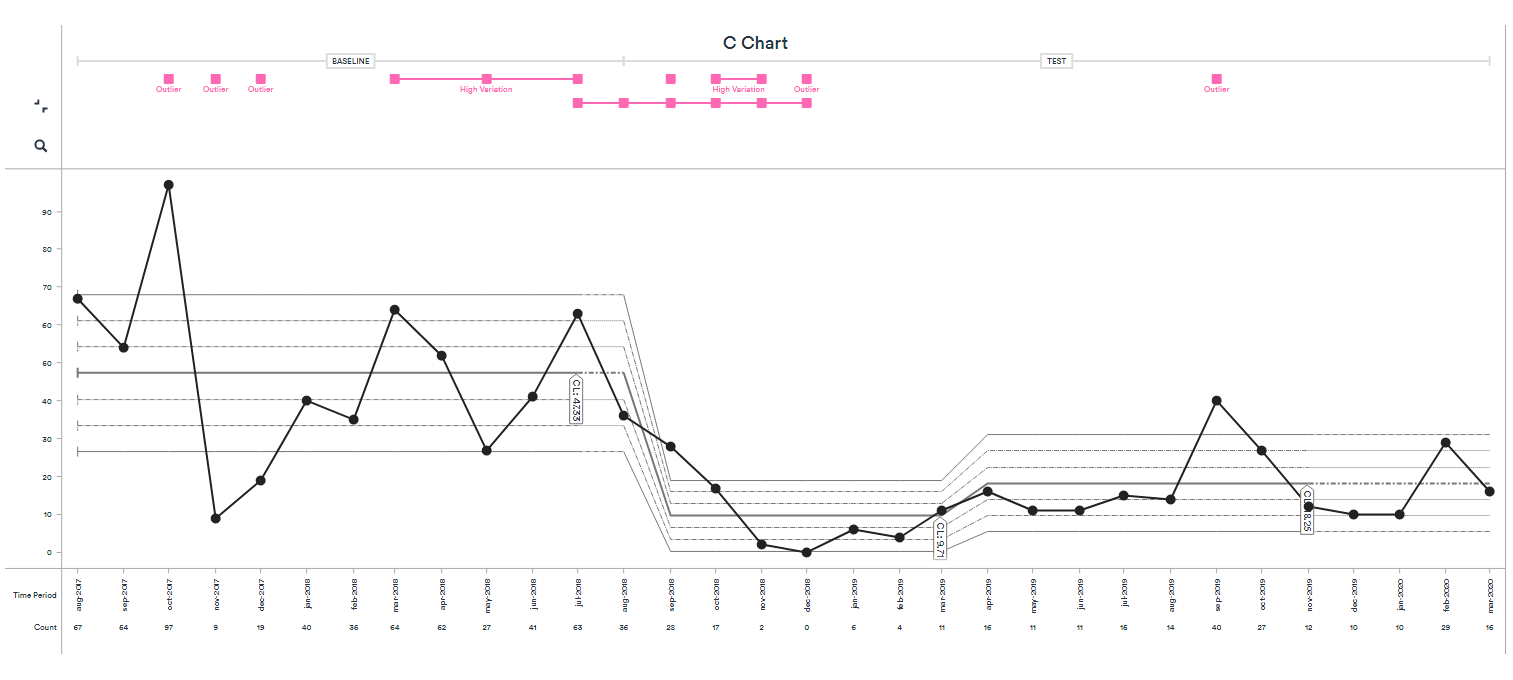 C Chart
BASELINE
TEST
Outlier
Outlier
Outlier
High Variation
High Variation
Outlier
Outlier
90
80
70
60
50
40
30
20
10
0
CL: 47.33
CL: 9.71
Time Period aug-2017 sep-2017 oct-2017 nov-2017 dec-2017 jan-2018 feb-2018 mar-2018 apr-2018 may-2018 jun-2018 jul-2018 aug-2018 sep-2018 oct-2018 nov-2018 dec-2018 jan-2019 feb-2019 mar-2019 apr-2019 may-2019 jun-2019 jul-2019 aug-2019 sep-2019 oct-2019 nov-2019 dec-2019 jan-2020 feb-2020 mar-2020
Count 67 54 97 9 19 40 35 64 52 27 41 63 36 28 17 2 0 6 4 11 16 11 11 15 14 40 27 12 10 10 29 16